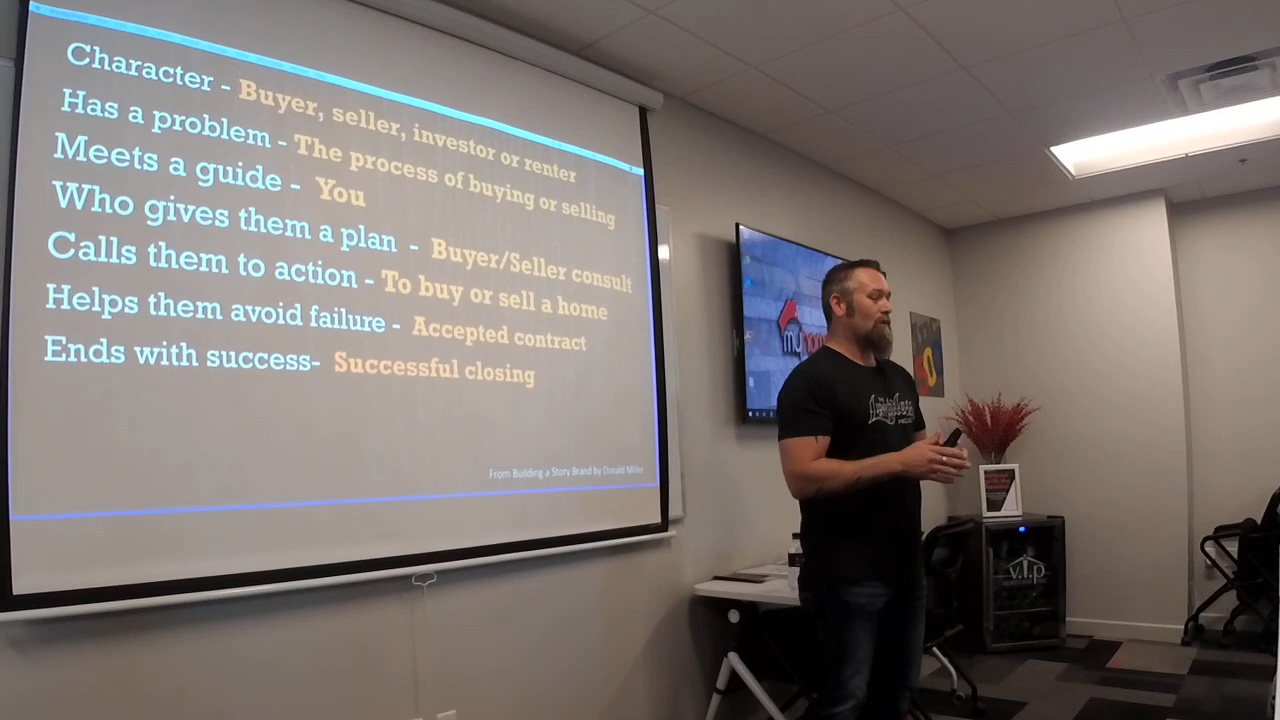 Character - Buyer, seller, investor or renter
Has a problem - The process of buying or selling
Meets a guide - You
Who gives them a plan - Buyer/Seller consult
Calls them to action - To buy or sell a home
Helps them avoid failure - Accepted contract
Ends with success- Successful closing
From Building a Story Brand by Donald Miller
my
v.i.p